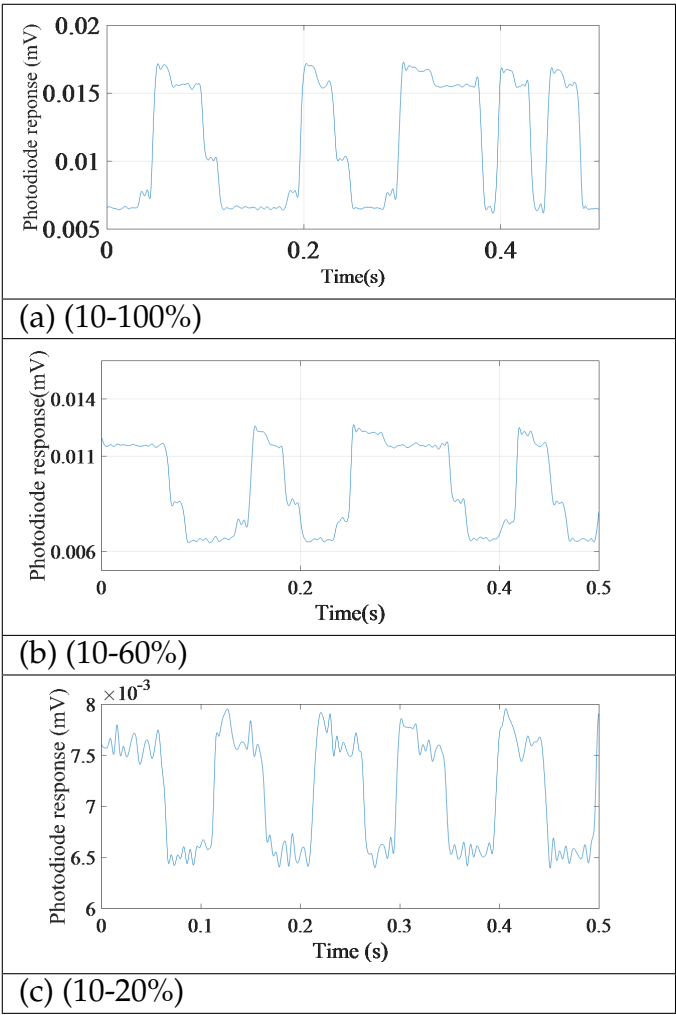 0.02
0.015
0.01
0.005
Photodiode reponse (mV)
0 0.2 0.4
Time(s)
(a) (10-100%)
0.014
0.011
0.006
Photodiode response(mV)
0 0.2 0.4 0.5
Time(s)
(b) (10-60%)
×10-3
8
7.5
7
6.5
6
Photodiode response (mV)
0 0.1 0.2 0.3 0.4 0.5
Time (s)
(c) (10-20%)